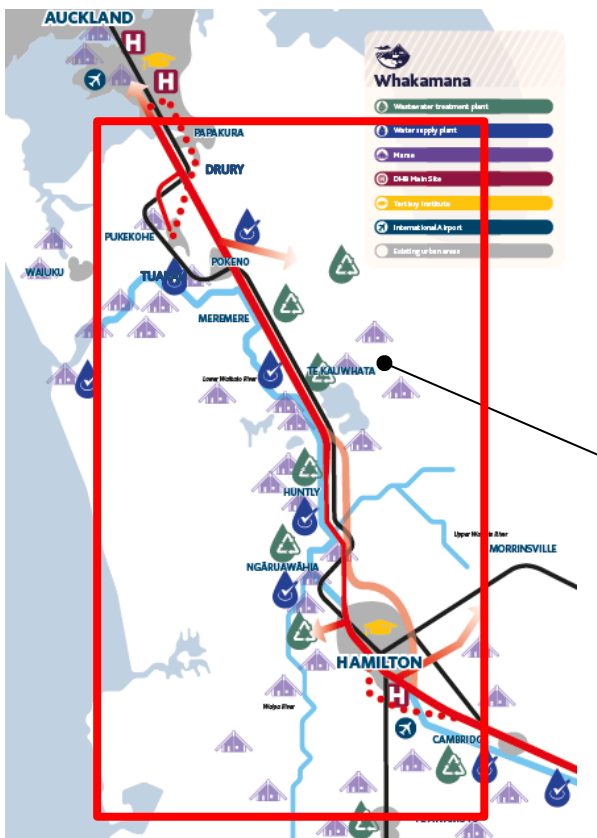 AUCKLAND
H
H
Whakamana
Wastewater treatment plant
Water supply plant
Marae
DHB Main Site
Tertiary Institute
International Airport
Existing urban areas
PAPAKURA
DRURY
PUKEKOHE
WAIUKU
POKENO
MEREMERE
Lower Waikato River
TE KAUWHATA
HUNTLY
Upper Waikato River
MORRINSVILLE
NGĀRUAWĀHIA
HAMILTON
H
Waipa River